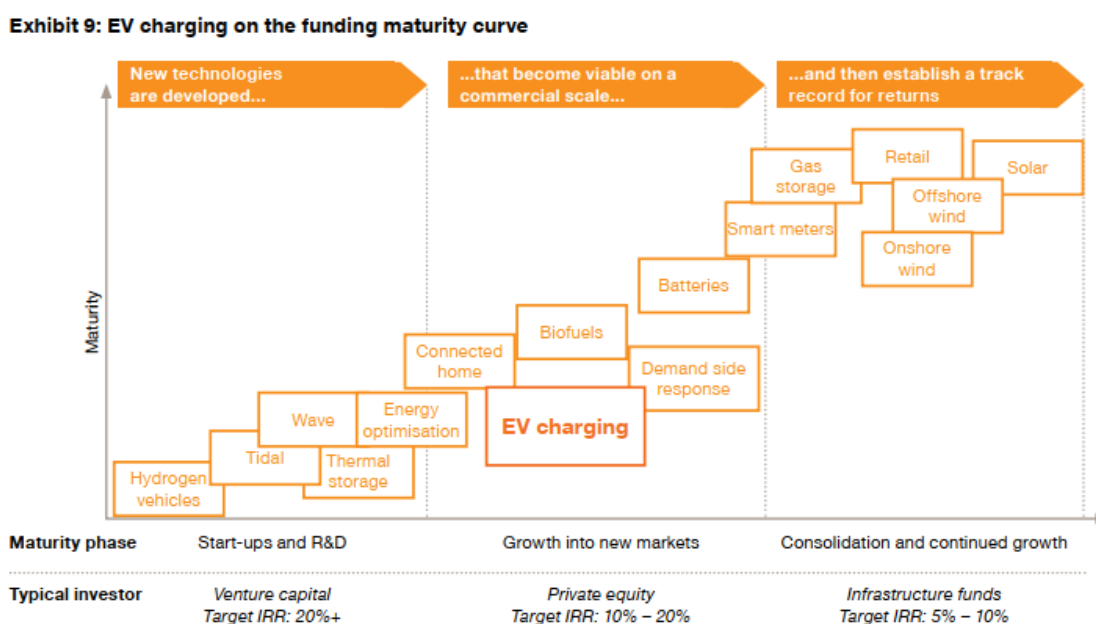 Exhibit 9: EV charging on the funding maturity curve
New technologies
are developed...
...that become viable on a
commercial scale...
...and then establish a track
record for returns
Maturity
Retail
Gas
storage
Solar
Offshore
wind
Smart meters
Onshore
wind
Batteries
Biofuels
Connected
home
Demand side
response
EV charging
Energy
optimisation
Wave
Tidal
Thermal
storage
Hydrogen
vehicles
Maturity phase
Start-ups and R&D
Growth into new markets
Consolidation and continued growth
Typical investor
Venture capital
Target IRR: 20%+
Private equity
Target IRR: 10% – 20%
Infrastructure funds
Target IRR: 5% – 10%